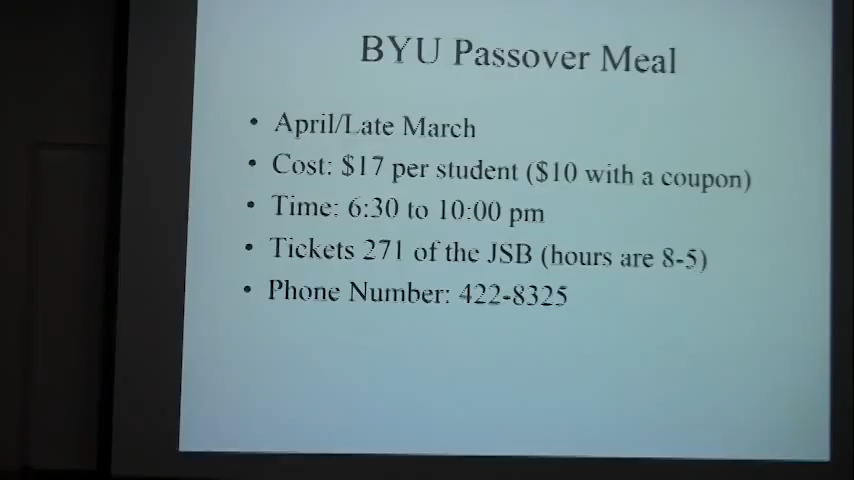 BYU Passover Meal
• April/Late March
• Cost: $17 per student ($10 with a coupon)
• Time: 6:30 to 10:00 pm
• Tickets 271 of the JSB (hours are 8-5)
• Phone Number: 422-8325